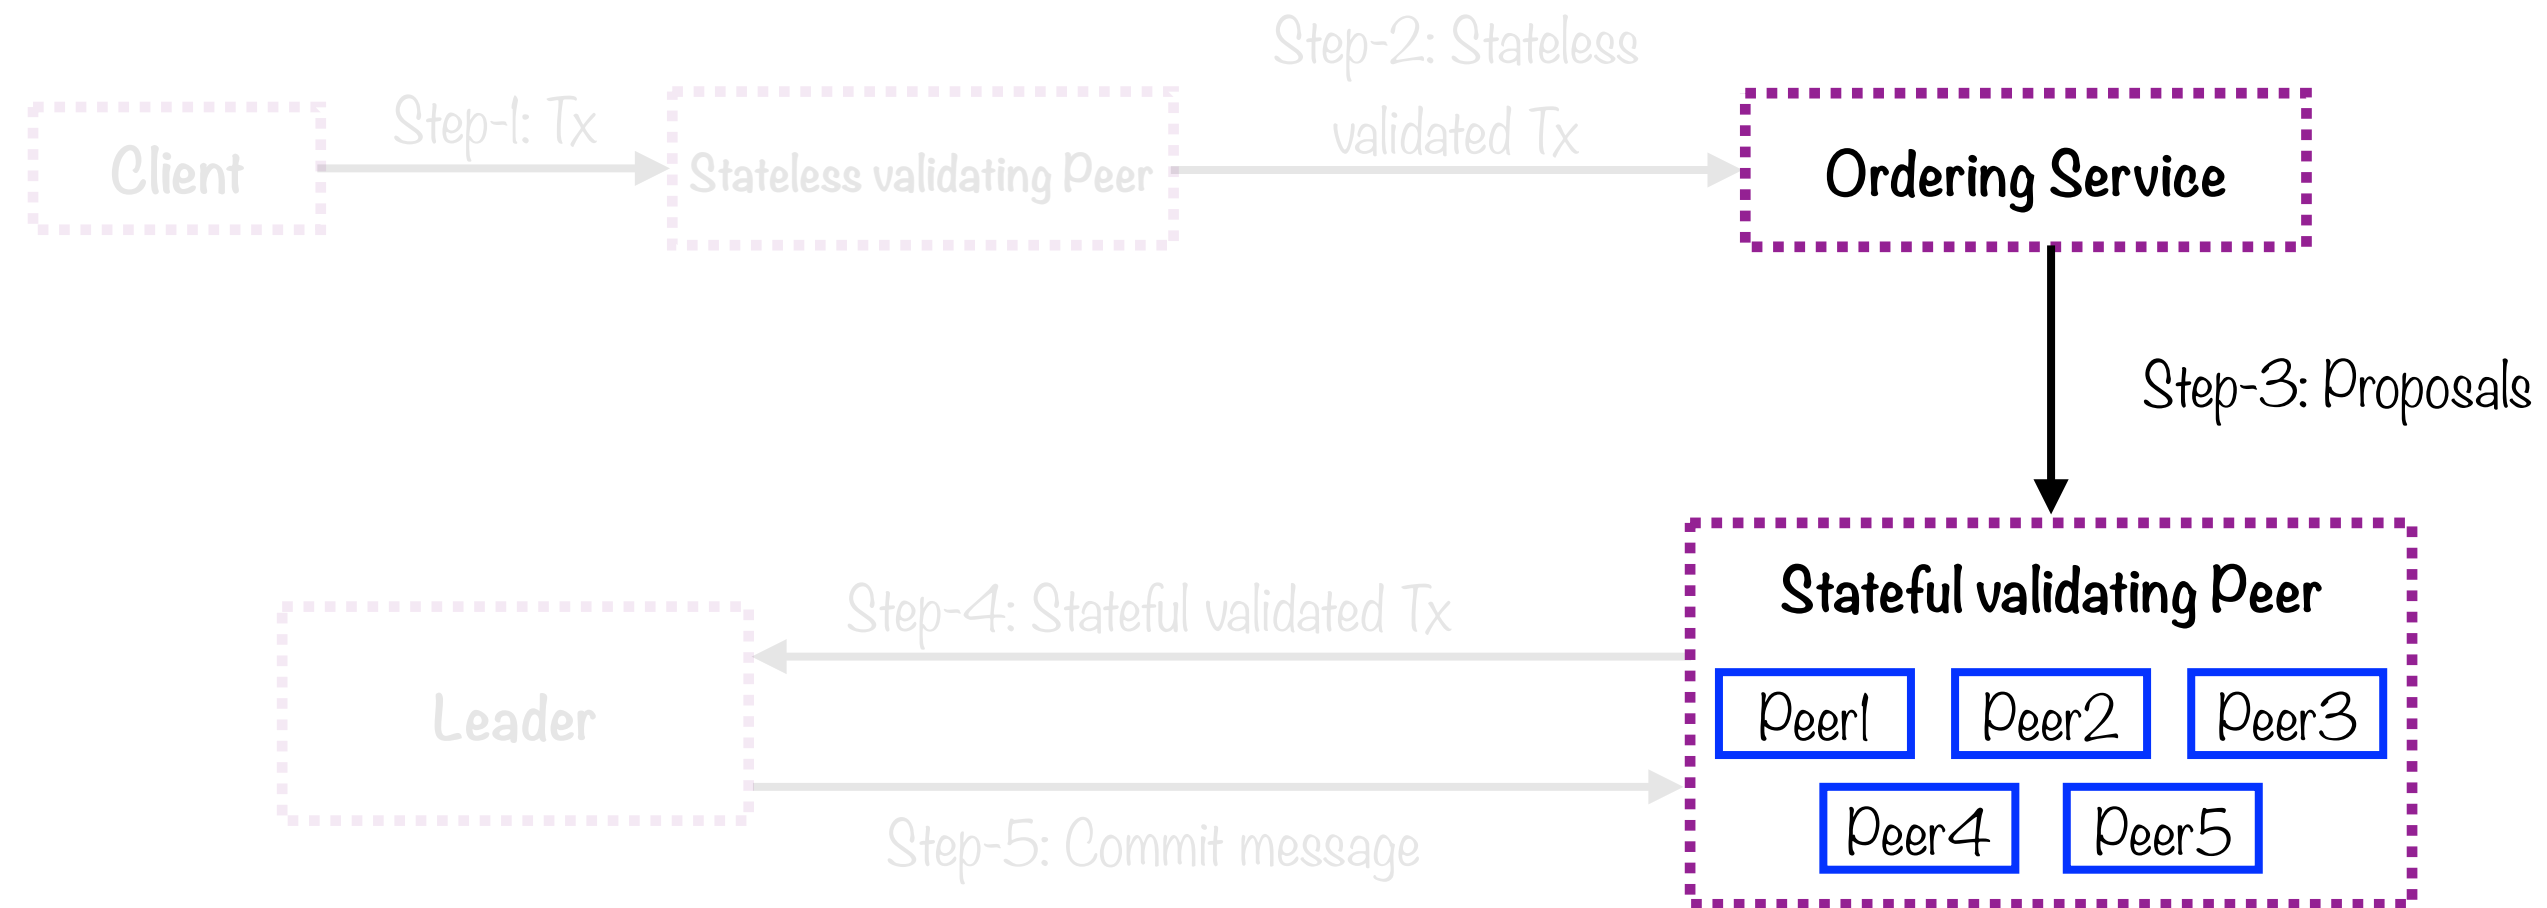 Step-2: Stateless
validated Tx
Step-1: Tx
Client
Stateless validating Peer
Ordering Service
Step-3: Proposals
Stateful validating Peer
Step-4: Stateful validated Tx
Leader
Peer1 Peer2 Peer3
Peer4 Peer5
Step-5: Commit message